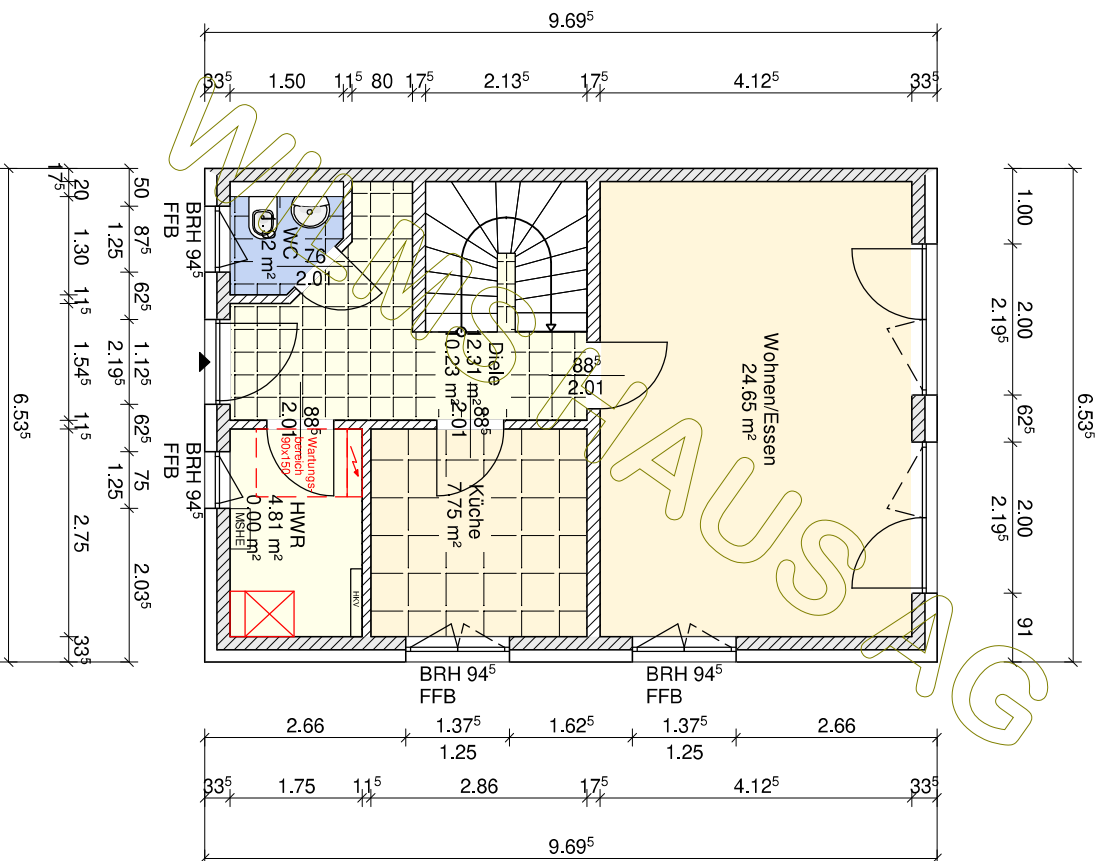 9.69⁵
33⁵ 1.50 11⁵ 80 17⁵ 2.13⁵ 17⁵ 4.12⁵ 33⁵
6.53⁵
17⁵ 20 1.30 11⁵ 1.54⁵ 11⁵ 2.75 33⁵
50 87⁵ 62⁵ 1.12⁵ 62⁵ 75 2.03⁵
1.25 2.19⁵ 1.25
BRH 94⁵
FFB
BRH 94⁵
FFB
WC
76
2.01
Diele
12.31 m²
10.23 m²
88⁵
2.01
88⁵
2.01
88⁵
2.01
Wohnen/Essen
24.65 m²
Küche
7.75 m²
HWR
4.81 m²
0.00 m²
Wartungs-
bereich
90x150
MSHE
HKV
1.00 2.00 62⁵ 2.00 91
2.19⁵ 2.19⁵
6.53⁵
BRH 94⁵
FFB
BRH 94⁵
FFB
2.66 1.37⁵ 1.62⁵ 1.37⁵ 2.66
1.25 1.25
33⁵ 1.75 11⁵ 2.86 17⁵ 4.12⁵ 33⁵
9.69⁵
WILMS HAUS AG